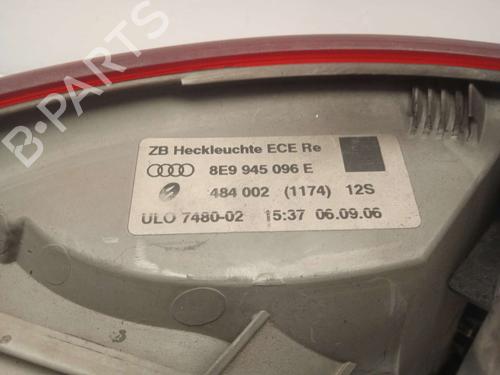 B-PARTS
ZB Heckleuchte ECE Re
8E9 945 096 E
484 002 (1174) 12S
ULO 7480-02 15:37 06.09.06